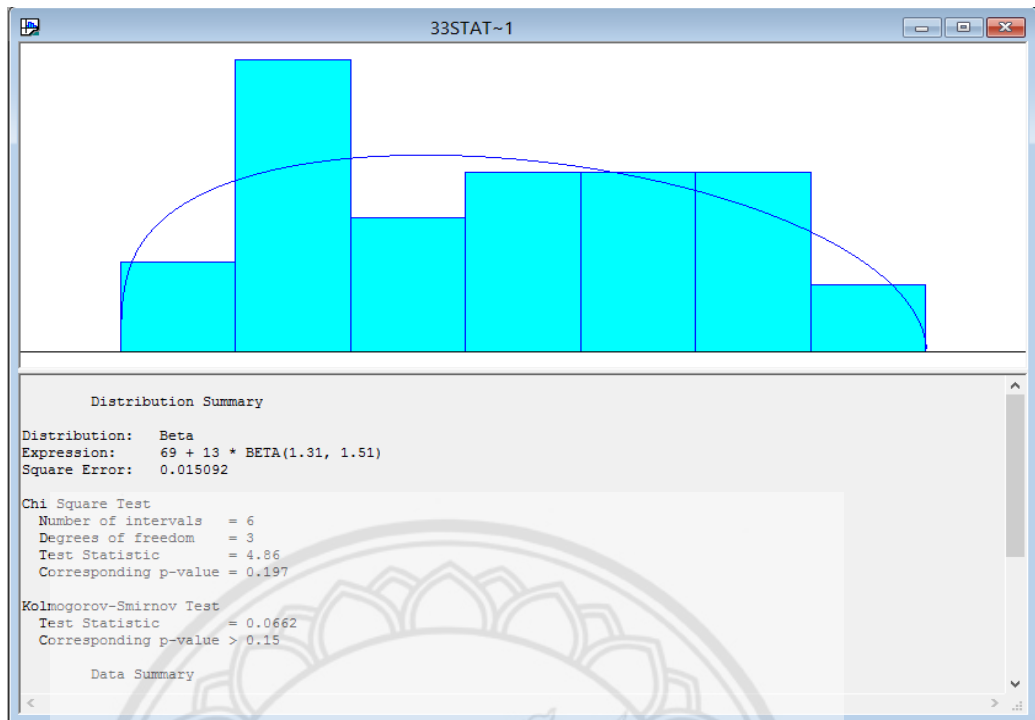 33STAT~1
Distribution Summary
Distribution: Beta
Expression: 69 + 13 * BETA(1.31, 1.51)
Square Error: 0.015092
Chi Square Test
Number of intervals = 6
Degrees of freedom = 3
Test Statistic = 4.86
Corresponding p-value = 0.197
Kolmogorov-Smirnov Test
Test Statistic = 0.0662
Corresponding p-value > 0.15
Data Summary